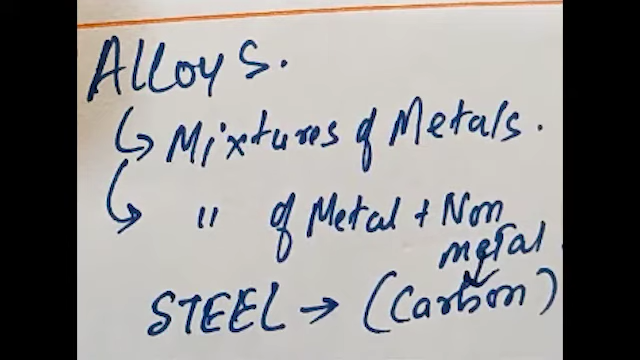 Alloys.
↳ Mixtures of Metals.
↳ " of Metal + Non
metal.
STEEL → (Carbon)